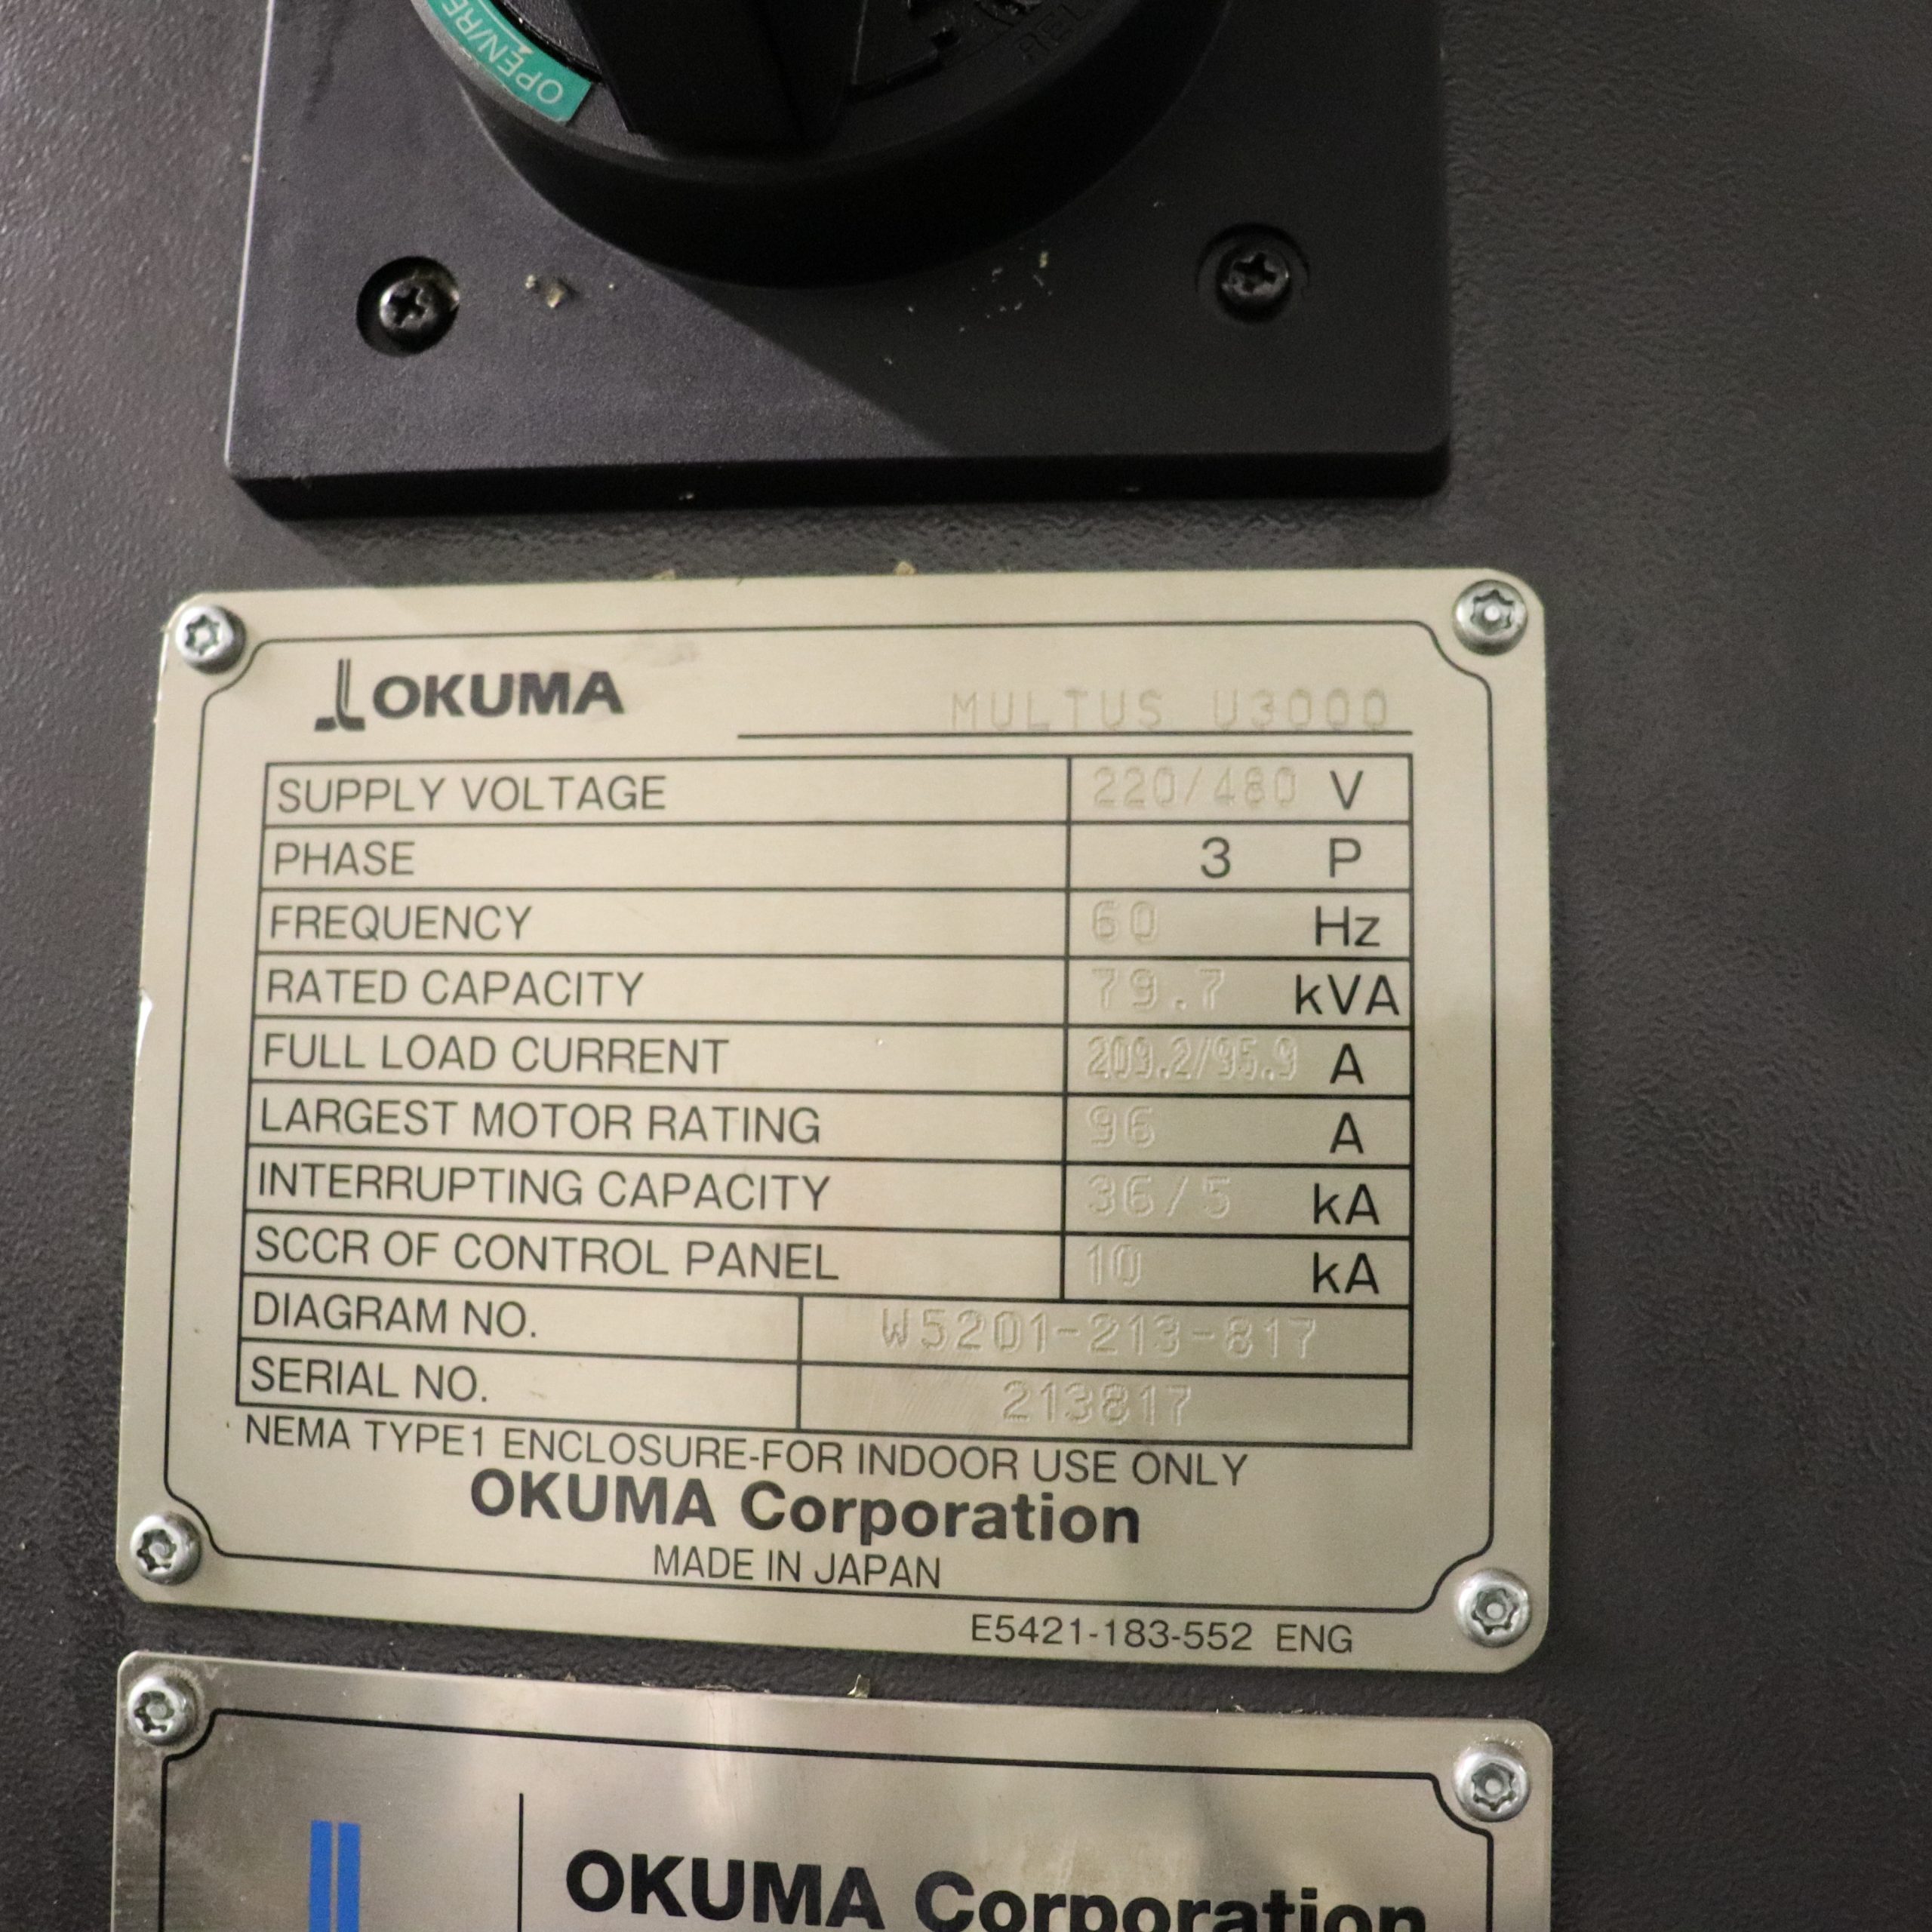 OPEN/RE
REL
OKUMA
MULTUS U3000
SUPPLY VOLTAGE 220/480 V
PHASE 3 P
FREQUENCY 60 Hz
RATED CAPACITY 79.7 kVA
FULL LOAD CURRENT 209.2/95.9 A
LARGEST MOTOR RATING 96 A
INTERRUPTING CAPACITY 36/5 kA
SCCR OF CONTROL PANEL 10 kA
DIAGRAM NO. W5201-213-817
SERIAL NO. 213817
NEMA TYPE1 ENCLOSURE-FOR INDOOR USE ONLY
OKUMA Corporation
MADE IN JAPAN
E5421-183-552 ENG
OKUMA Corporation